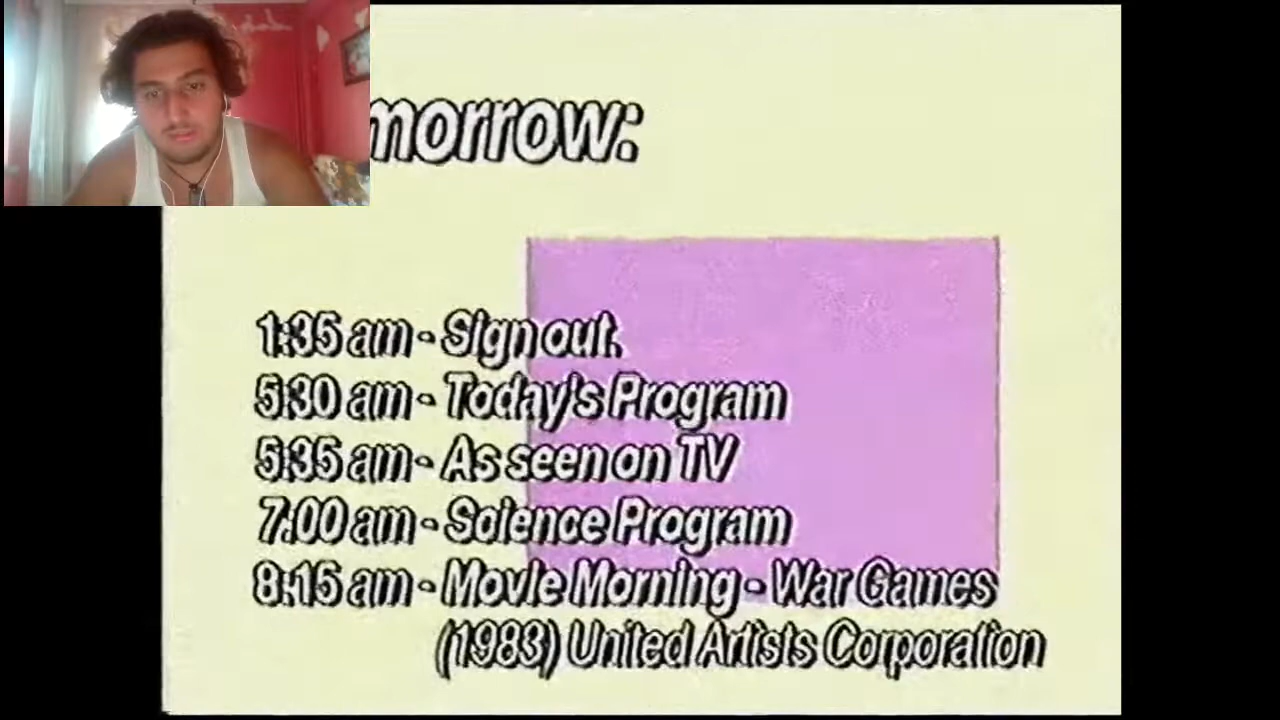 morrow:
1:35 am - Sign out.
5:30 am - Today's Program
5:35 am - As seen on TV
7:00 am - Science Program
8:15 am - Movie Morning - War Games
(1983) United Artists Corporation